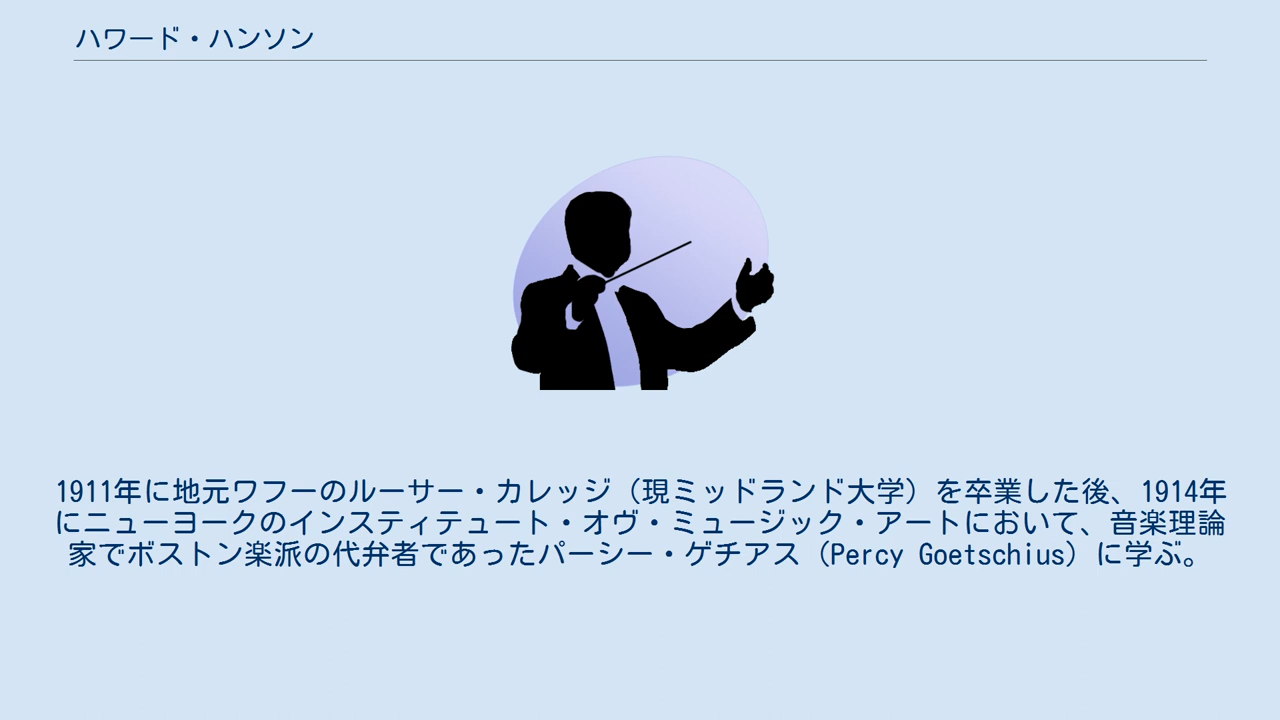 ハワード・ハンソン
1911年に地元ワフーのルーサー・カレッジ（現ミッドランド大学）を卒業した後、1914年
にニューヨークのインスティテュート・オヴ・ミュージック・アートにおいて、音楽理論
家でボストン楽派の代弁者であったパーシー・ゲチアス（Percy Goetschius）に学ぶ。